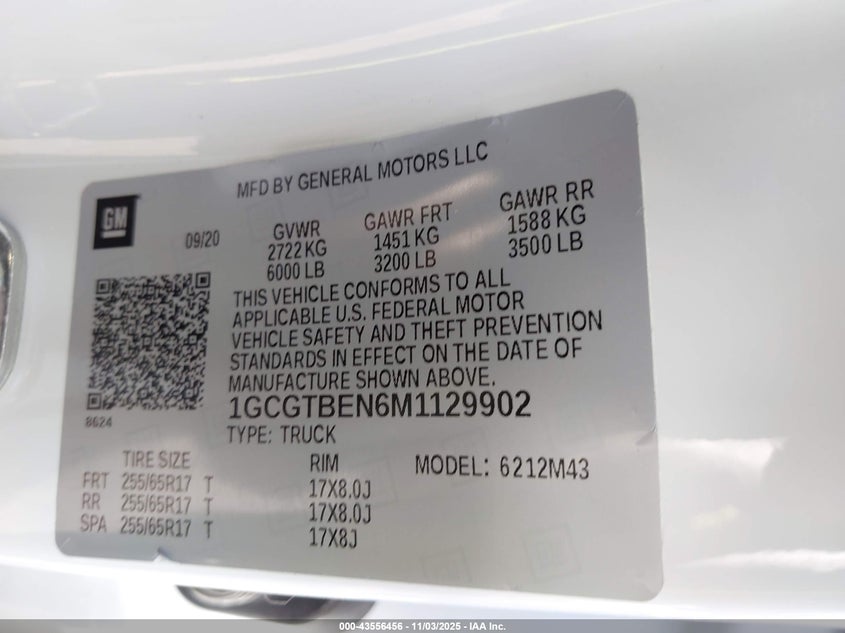 MFD BY GENERAL MOTORS LLC
GM
09/20
GVWR GAWR FRT GAWR RR
2722 KG 1451 KG 1588 KG
6000 LB 3200 LB 3500 LB
THIS VEHICLE CONFORMS TO ALL
APPLICABLE U.S. FEDERAL MOTOR
VEHICLE SAFETY AND THEFT PREVENTION
STANDARDS IN EFFECT ON THE DATE OF
MANUFACTURE SHOWN ABOVE.
8624
1GCGTBEN6M1129902
TYPE: TRUCK
TIRE SIZE RIM MODEL: 6212M43
FRT 255/65R17 T 17X8.0J
RR 255/65R17 T 17X8.0J
SPA 255/65R17 T 17X8J
000-43556456 - 11/03/2025 - IAA Inc.